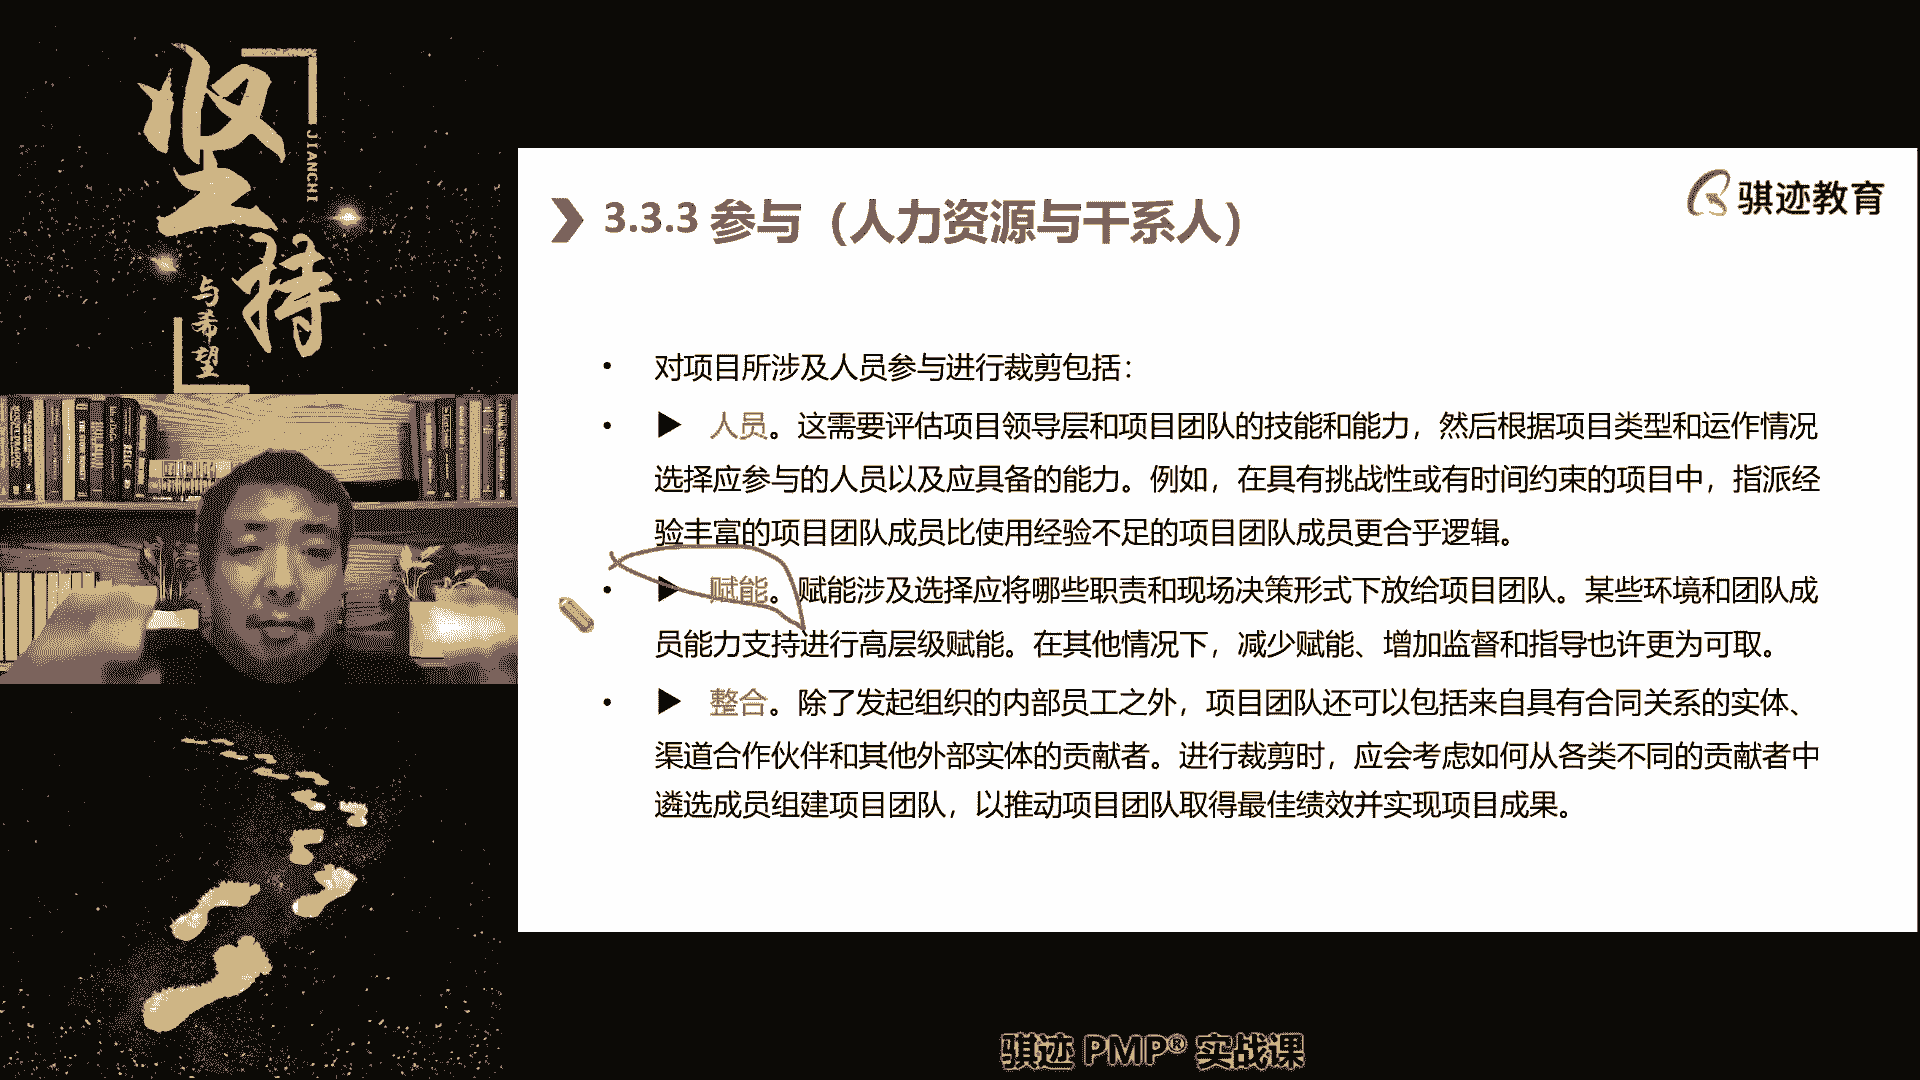 坚持
JIANCHI
与希望
骐迹教育
3.3.3 参与（人力资源与干系人）
• 对项目所涉及人员参与进行裁剪包括：
• ▶ 人员。这需要评估项目领导层和项目团队的技能和能力，然后根据项目类型和运作情况
选择应参与的人员以及应具备的能力。例如，在具有挑战性或有时间约束的项目中，指派经
验丰富的项目团队成员比使用经验不足的项目团队成员更合乎逻辑。
• ▶ 赋能。赋能涉及选择应将哪些职责和现场决策形式下放给项目团队。某些环境和团队成
员能力支持进行高层级赋能。在其他情况下，减少赋能、增加监督和指导也许更为可取。
• ▶ 整合。除了发起组织的内部员工之外，项目团队还可以包括来自具有合同关系的实体、
渠道合作伙伴和其他外部实体的贡献者。进行裁剪时，应会考虑如何从各类不同的贡献者中
遴选成员组建项目团队，以推动项目团队取得最佳绩效并实现项目成果。
骐迹 PMP® 实战课